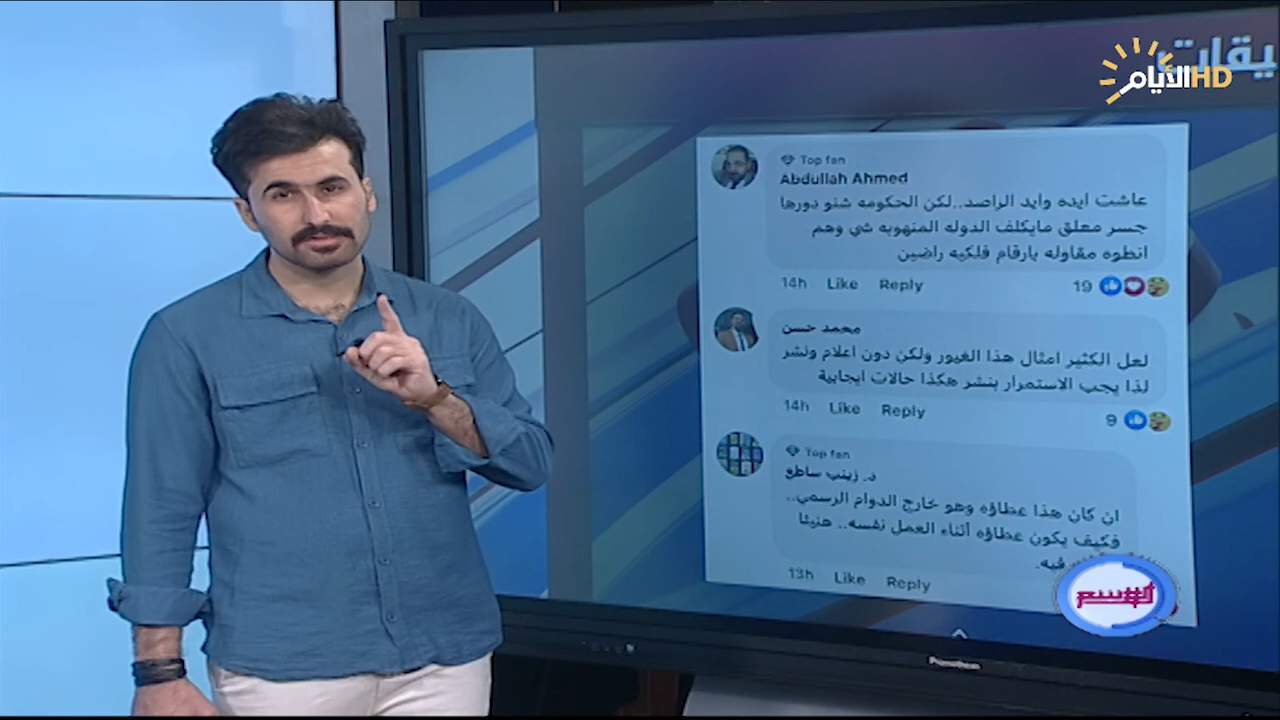 يقات
الأيام HD
Top fan
Abdullah Ahmed
عاشت ايده وايد الراصد..لكن الحكومه شنو دورها
جسر معلق مايكلف الدوله المنهوبه شي وهم
انطوه مقاوله بارقام فلكيه راضين
14h Like Reply 19
محمد حسن
لعل الكثير امثال هذا الغيور ولكن دون اعلام ونشر
لذا يجب الاستمرار بنشر هكذا حالات ايجابية
14h Like Reply 9
Top fan
د. زينب ساطع
ان كان هذا عطاؤه وهو خارج الدوام الرسمي..
فكيف يكون عطاؤه أثناء العمل نفسه.. هنيئا
فيه.
13h Like Reply